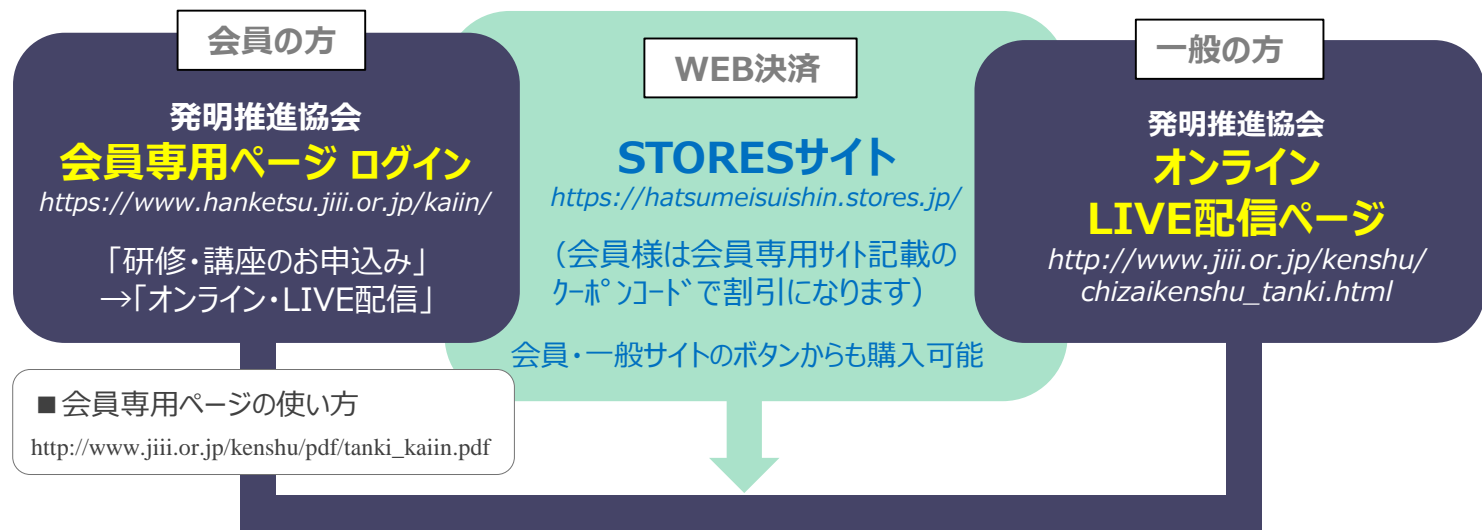 会員の方
発明推進協会
会員専用ページ ログイン
https://www.hanketsu.jiii.or.jp/kaiin/
「研修・講座のお申込み」
→「オンライン・LIVE配信」
■会員専用ページの使い方
http://www.jiii.or.jp/kenshu/pdf/tanki_kaiin.pdf
WEB決済
STORESサイト
https://hatsumeisuishin.stores.jp/
（会員様は会員専用ｻｲﾄ記載の
ｸｰﾎﾟﾝｺｰﾄﾞで割引になります）
会員・一般サイトのボタンからも購入可能
一般の方
発明推進協会
オンライン
LIVE配信ページ
http://www.jiii.or.jp/kenshu/
chizaikenshu_tanki.html